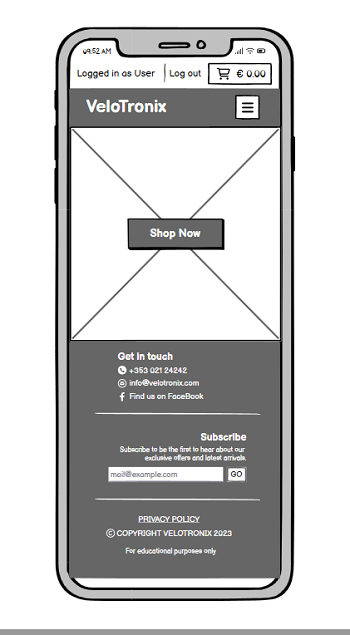 09:52 AM
Logged in as User | Log out € 0.00
VeloTronix
Shop Now
Get in touch
+353 021 24242
info@velotronix.com
Find us on FaceBook
Subscribe
Subscribe to be the first to hear about our
exclusive offers and latest arrivals.
mail@example.com GO
PRIVACY POLICY
© COPYRIGHT VELOTRONIX 2023
For educational purposes only